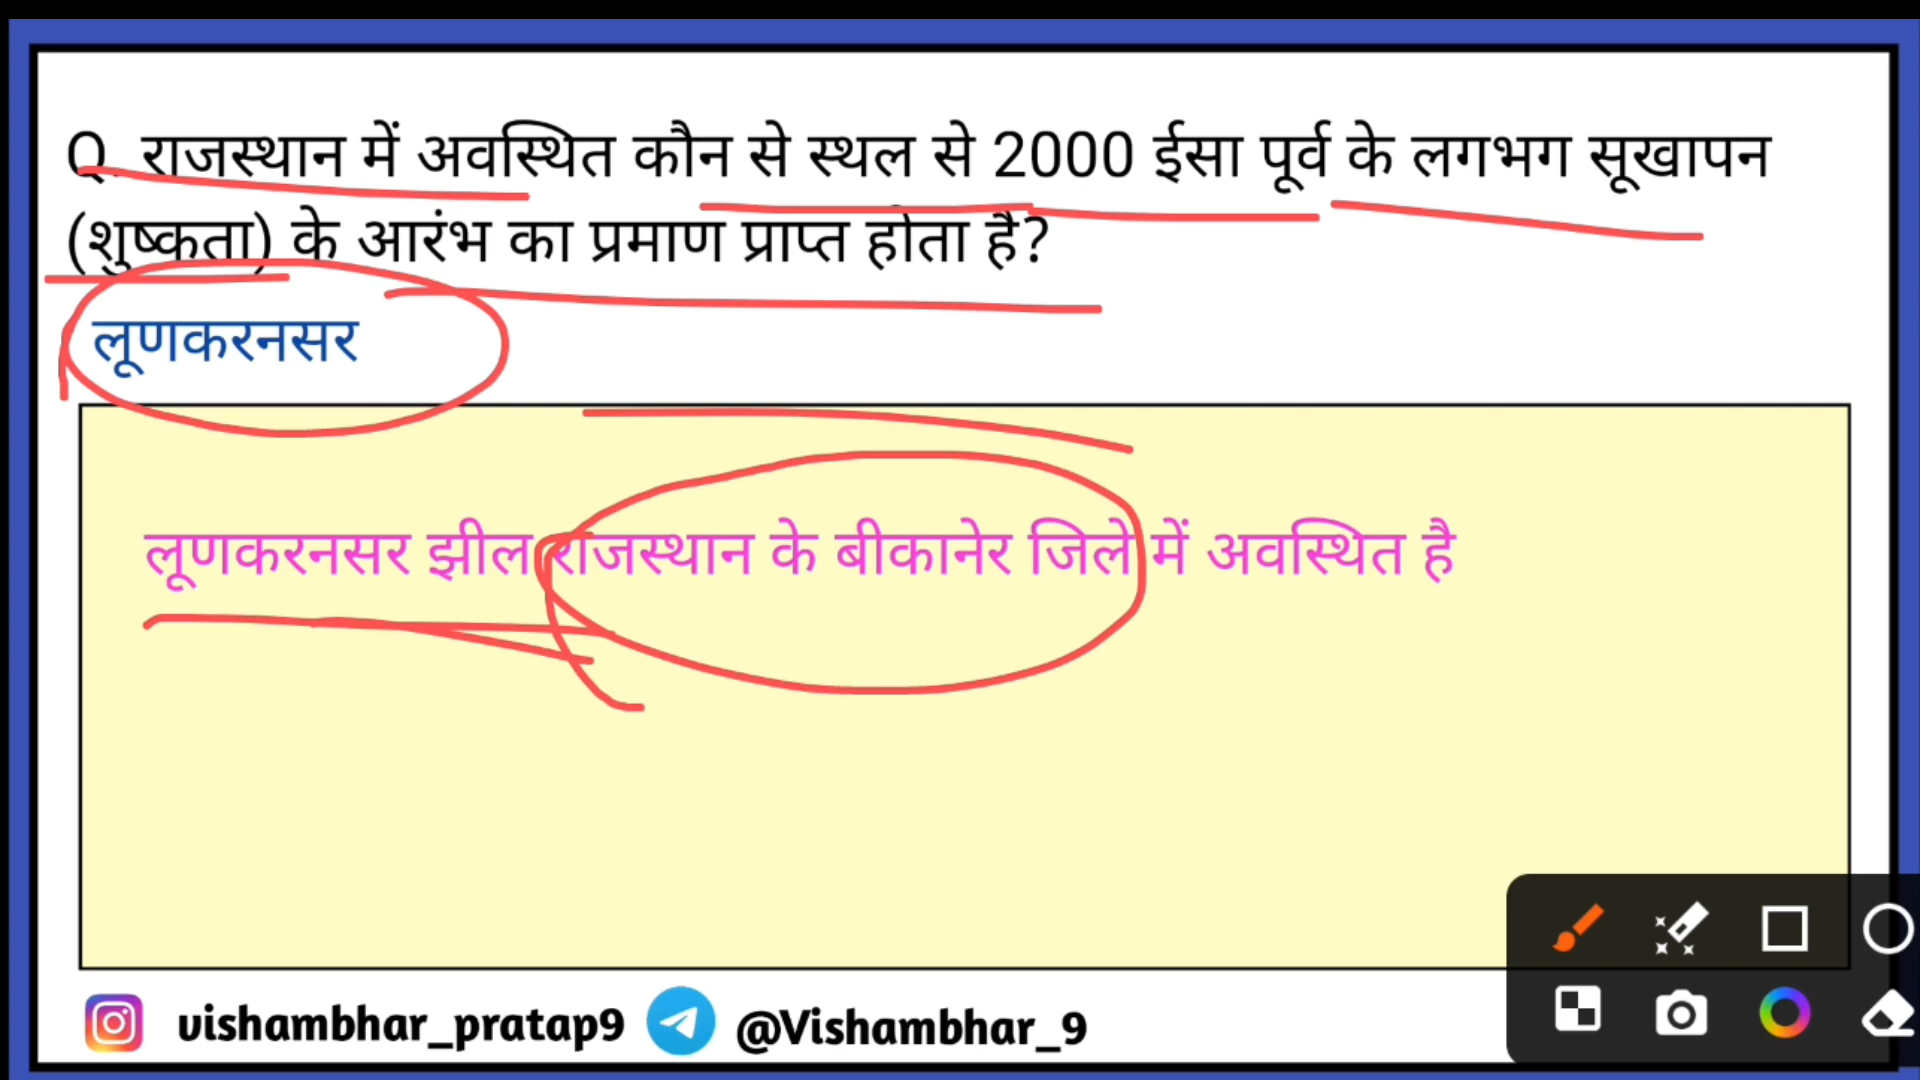 Q. राजस्थान में अवस्थित कौन से स्थल से 2000 ईसा पूर्व के लगभग सूखापन
(शुष्कता) के आरंभ का प्रमाण प्राप्त होता है?
लूणकरनसर
लूणकरनसर झील राजस्थान के बीकानेर जिले में अवस्थित है
vishambhar_pratap9 @Vishambhar_9